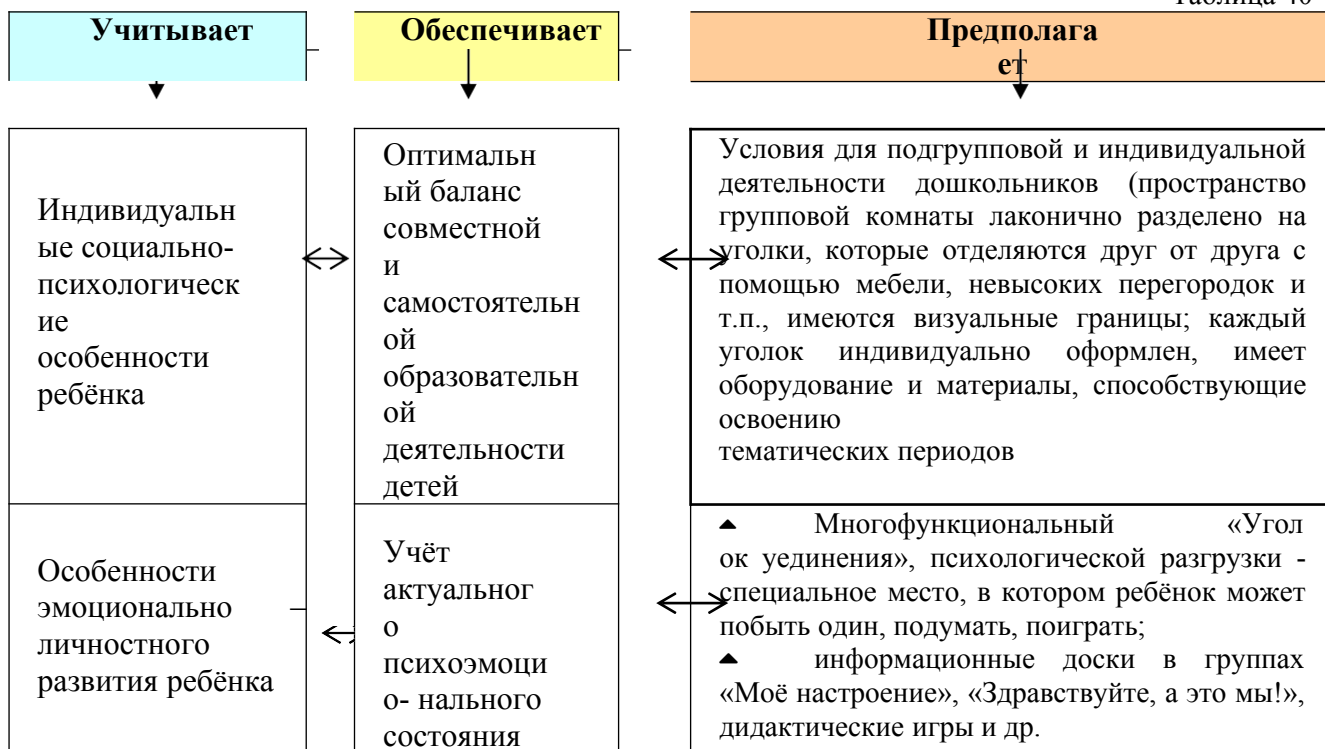 Таблица 40
Учитывает
Обеспечивает
Предполага
ет
Индивидуальн
ые социально-
психологическ
ие
особенности
ребёнка
Оптимальн
ый баланс
совместной
и
самостоятельн
ой
образовательн
ой
деятельности
детей
Условия для подгрупповой и индивидуальной
деятельности дошкольников (пространство
групповой комнаты лаконично разделено на
уголки, которые отделяются друг от друга с
помощью мебели, невысоких перегородок и
т.п., имеются визуальные границы; каждый
уголок индивидуально оформлен, имеет
оборудование и материалы, способствующие
освоению
тематических периодов
Особенности
эмоционально
личностного
развития ребёнка
Учёт
актуальног
о
психоэмоци
о- нального
состояния
Многофункциональный «Угол
ок уединения», психологической разгрузки -
специальное место, в котором ребёнок может
побыть один, подумать, поиграть;
информационные доски в группах
«Моё настроение», «Здравствуйте, а это мы!»,
дидактические игры и др.